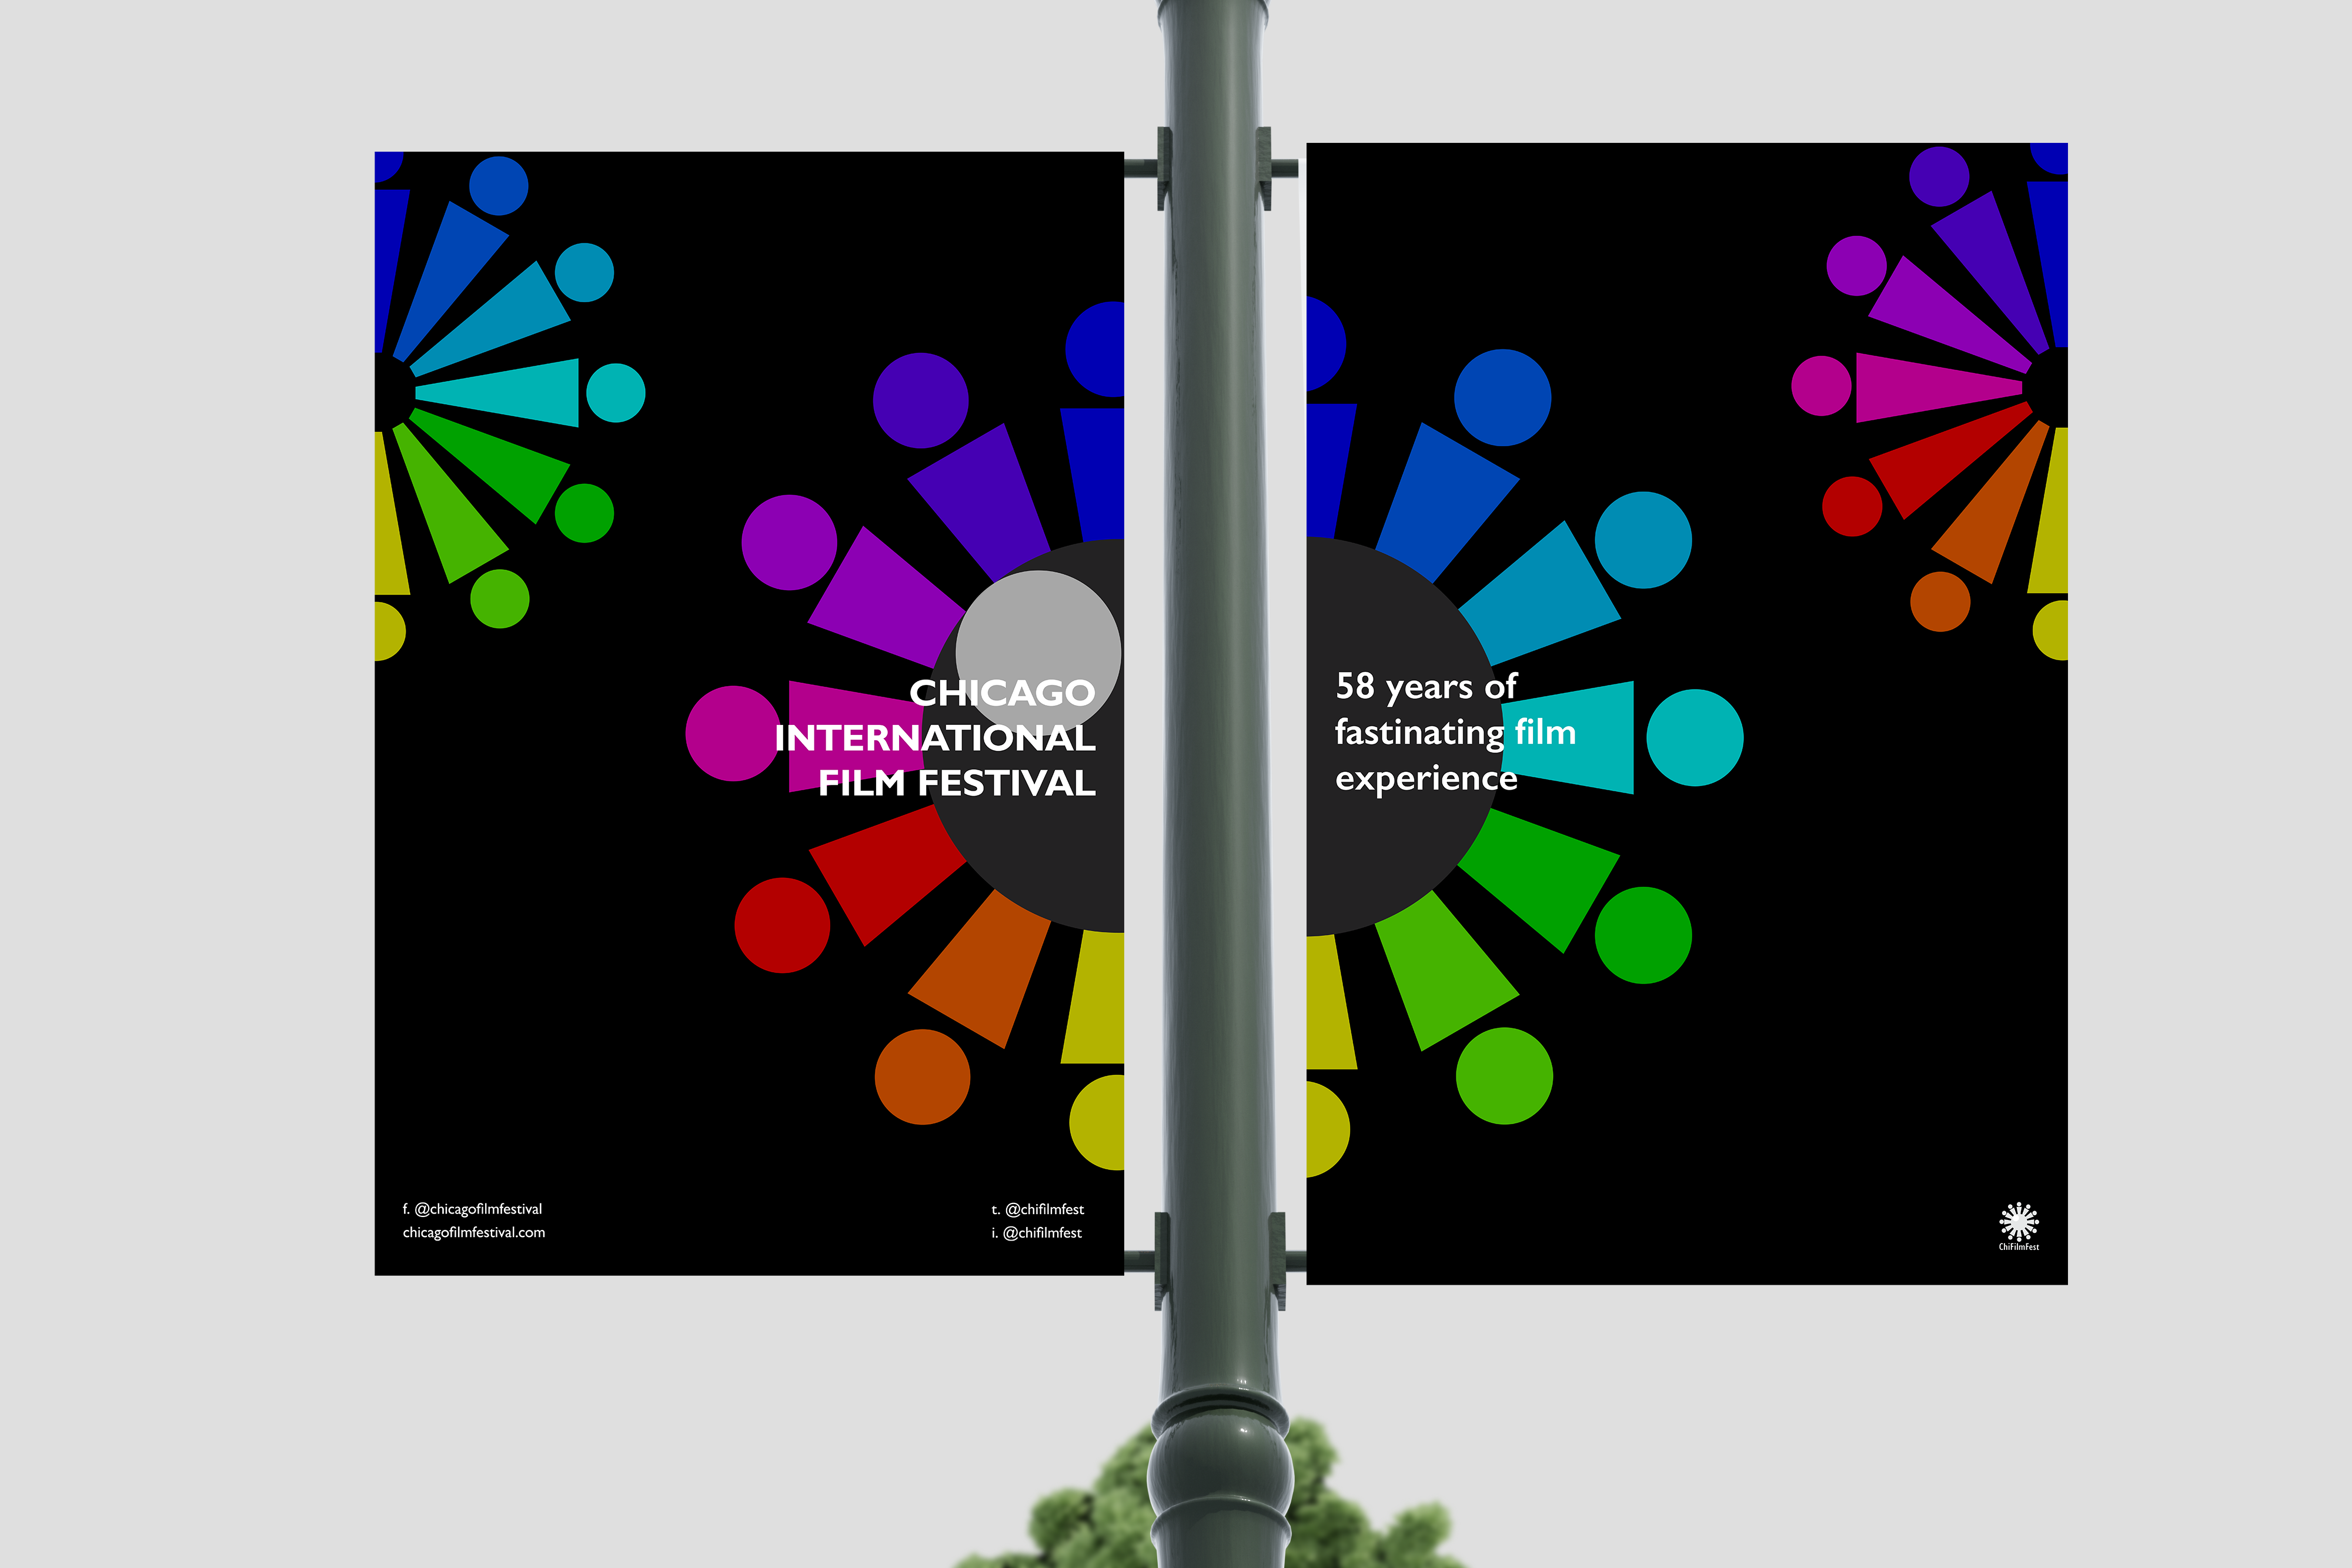 CHICAGO
INTERNATIONAL
FILM FESTIVAL
58 years of
fastinating film
experience
f. @chicagofilmfestival
chicagofilmfestival.com
t. @chifilmfest
i. @chifilmfest
ChiFilmFest